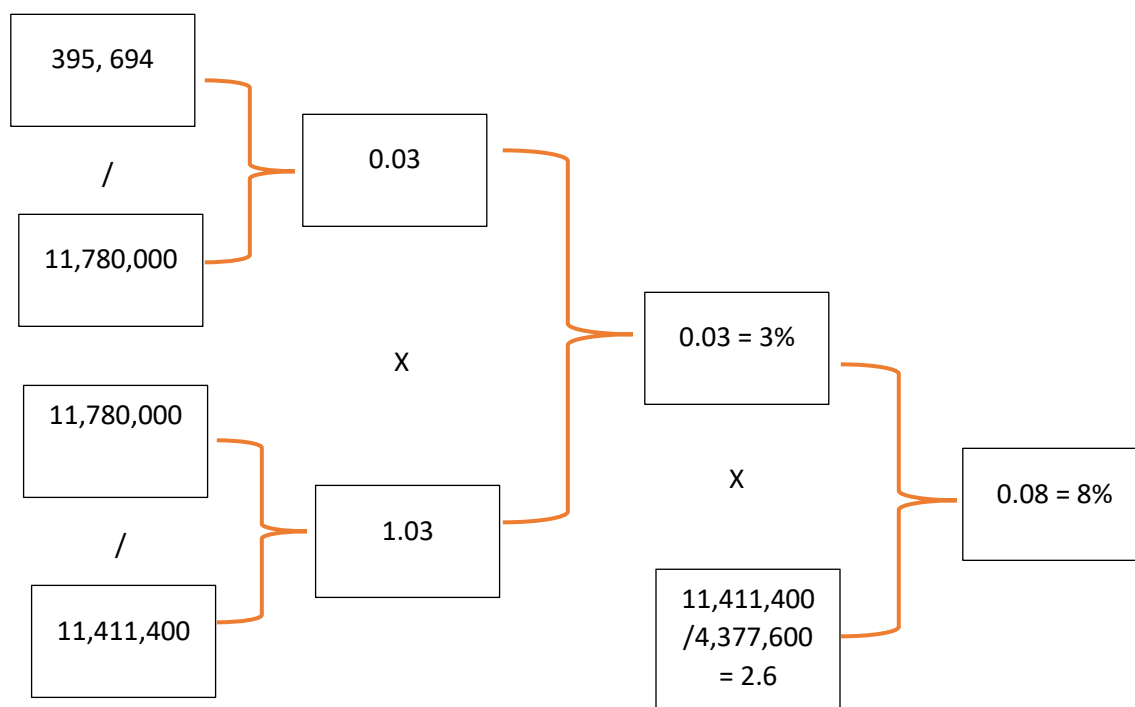 395, 694
/
11,780,000
0.03
X
11,780,000
/
11,411,400
1.03
0.03 = 3%
X
11,411,400
/4,377,600
= 2.6
0.08 = 8%